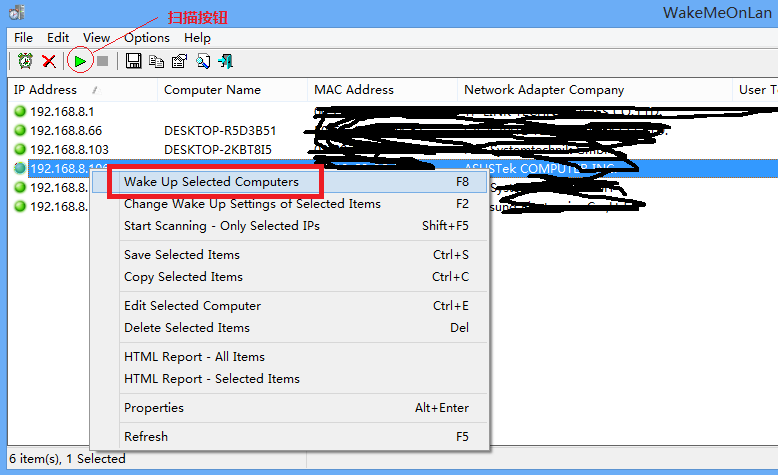 WakeMeOnLan
扫描按钮
File Edit View Options Help
IP Address / Computer Name MAC Address Network Adapter Company User Te
192.168.8.1
192.168.8.66 DESKTOP-R5D3B51
192.168.8.103 DESKTOP-2KBT8I5
192.168.8.106 ASUSTek COMPUTER INC.
192.168.8.
192.168.8.
Wake Up Selected Computers F8
Change Wake Up Settings of Selected Items F2
Start Scanning - Only Selected IPs Shift+F5
Save Selected Items Ctrl+S
Copy Selected Items Ctrl+C
Edit Selected Computer Ctrl+E
Delete Selected Items Del
HTML Report - All Items
HTML Report - Selected Items
Properties Alt+Enter
Refresh F5
6 item(s), 1 Selected